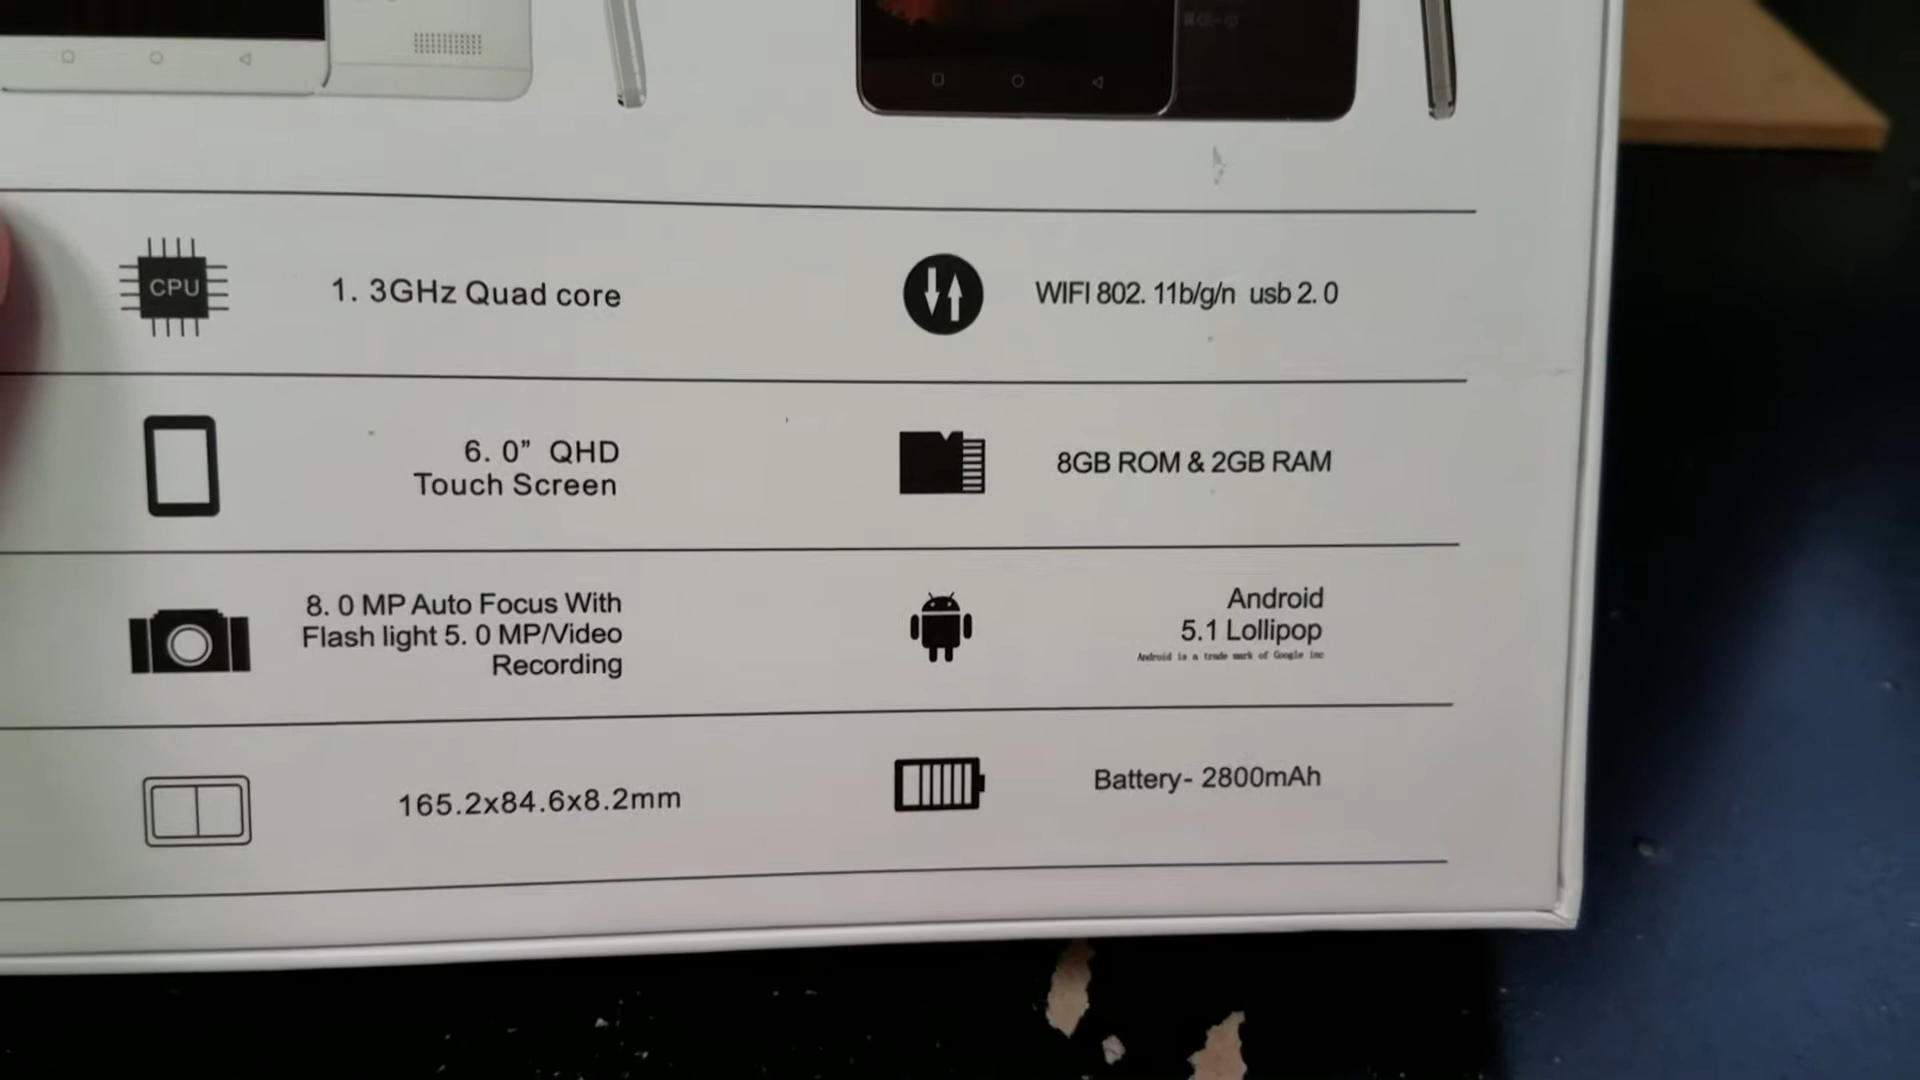 CPU
1. 3GHz Quad core
WIFI 802. 11b/g/n usb 2. 0
6. 0” QHD
Touch Screen
8GB ROM & 2GB RAM
8. 0 MP Auto Focus With
Flash light 5. 0 MP/Video
Recording
Android
5.1 Lollipop
Android is a trade mark of Google inc
165.2x84.6x8.2mm
Battery- 2800mAh